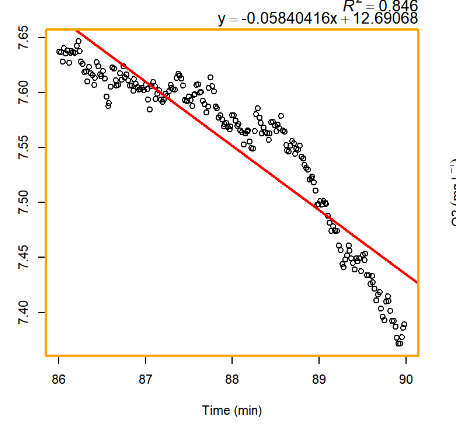 R² = 0.846
y = -0.05840416x + 12.69068
7.65
7.60
7.55
7.50
7.45
7.40
86 87 88 89 90
Time (min)